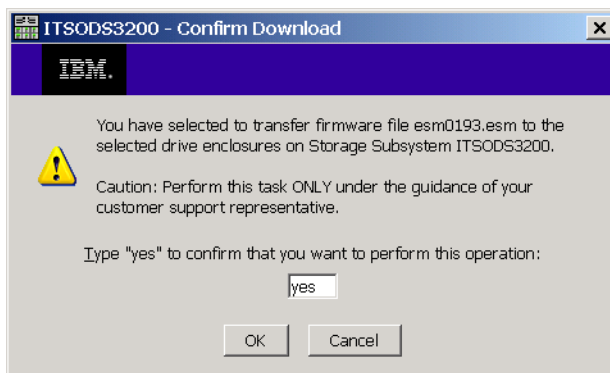 ITSODS3200 - Confirm Download
IBM.
You have selected to transfer firmware file esm0193.esm to the
selected drive enclosures on Storage Subsystem ITSODS3200.
Caution: Perform this task ONLY under the guidance of your
customer support representative.
Type "yes" to confirm that you want to perform this operation:
yes
OK Cancel